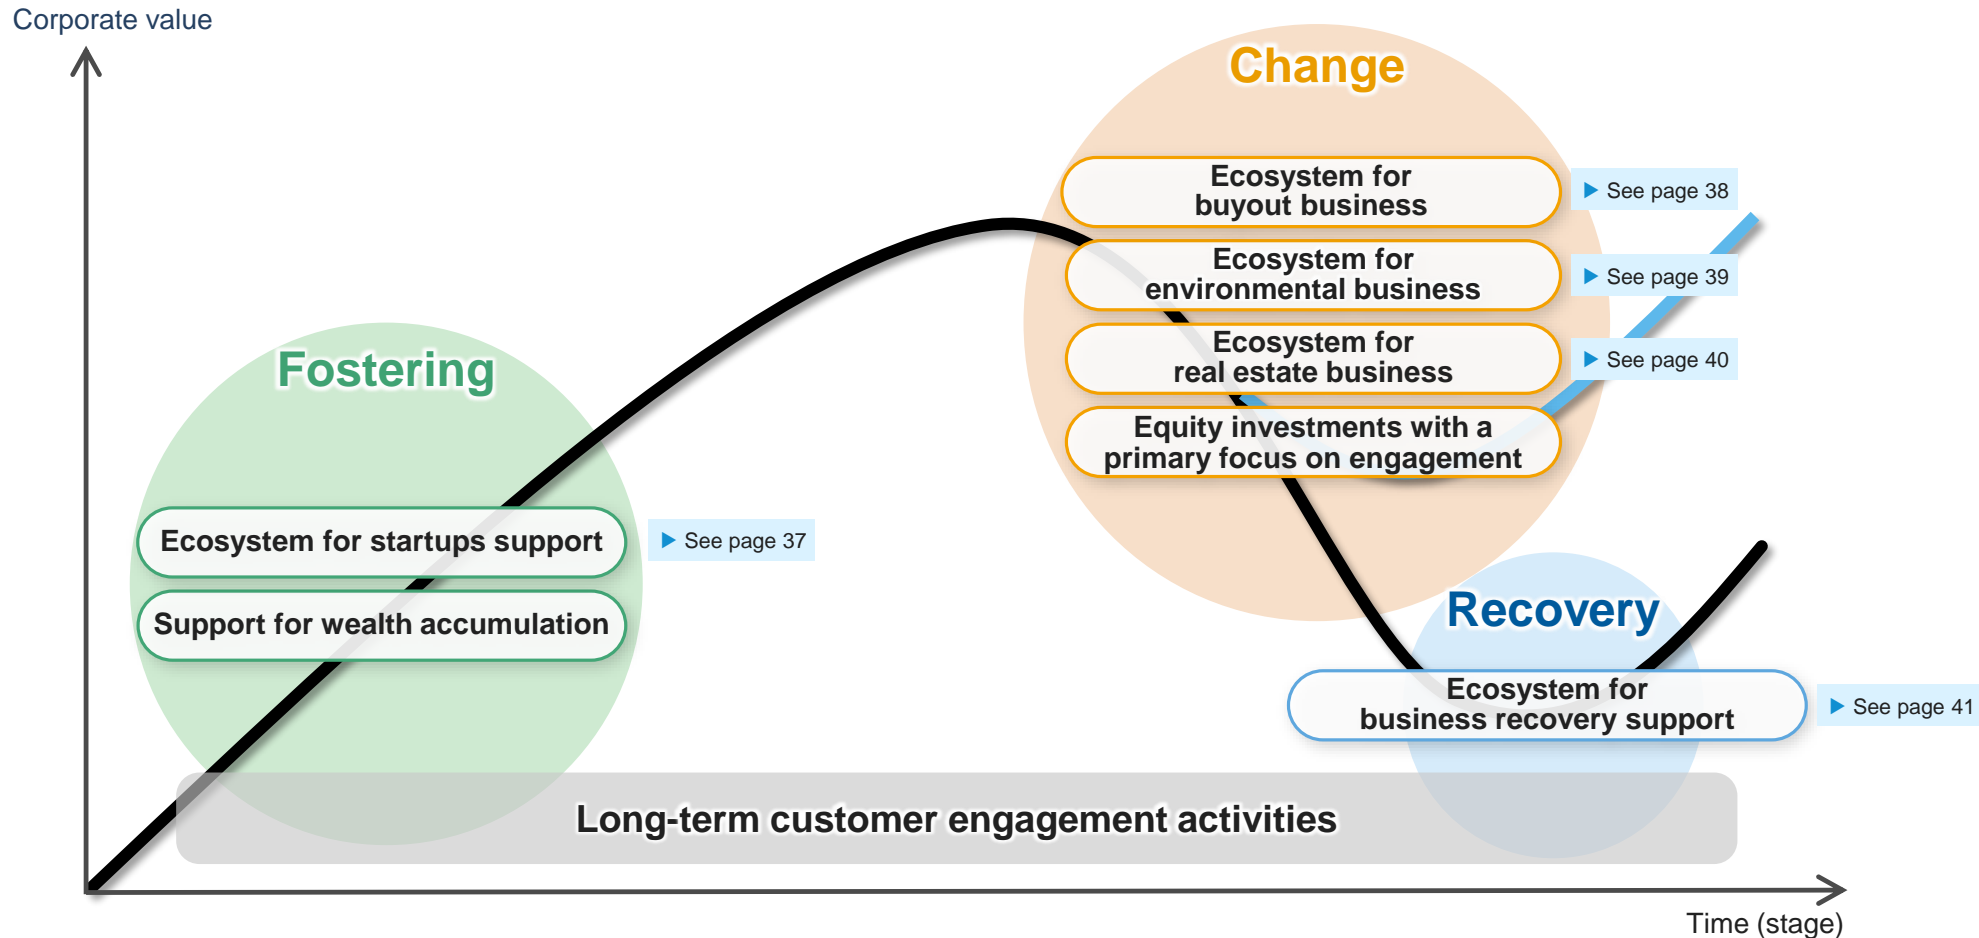 Corporate value
Change
Ecosystem for
buyout business
▶ See page 38
Ecosystem for
environmental business
▶ See page 39
Ecosystem for
real estate business
▶ See page 40
Equity investments with a
primary focus on engagement
Fostering
Ecosystem for startups support
▶ See page 37
Support for wealth accumulation
Recovery
Ecosystem for
business recovery support
▶ See page 41
Long-term customer engagement activities
Time (stage)